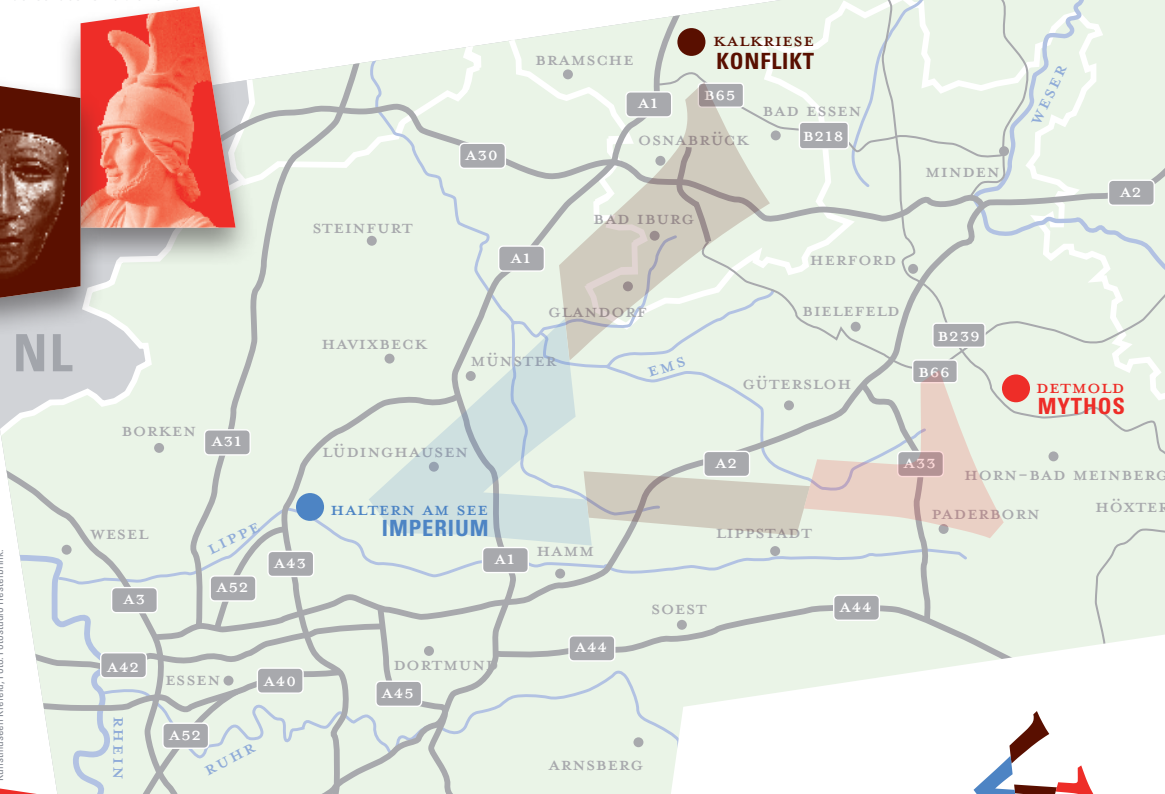 KALKRIESE
KONFLIKT
BRAMSCHE
B65
A1
BAD ESSEN
B218
OSNABRÜCK
WESER
A30
MINDEN
A2
STEINFURT
BAD IBURG
A1
HERFORD
GLANDORF
BIELEFELD
NL
HAVIXBECK
B239
MÜNSTER
EMS
B66
GÜTERSLOH
DETMOLD
MYTHOS
BORKEN
A31
LÜDINGHAUSEN
A2
A33
HORN–BAD MEINBERG
HALTERN AM SEE
IMPERIUM
HÖXTER
PADERBORN
WESEL
LIPPE
LIPPSTADT
A43
A1
HAMM
A52
A3
SOEST
A44
A44
A42
DORTMUND
ESSEN
A40
A45
RHEIN
A52
RUHR
ARNSBERG